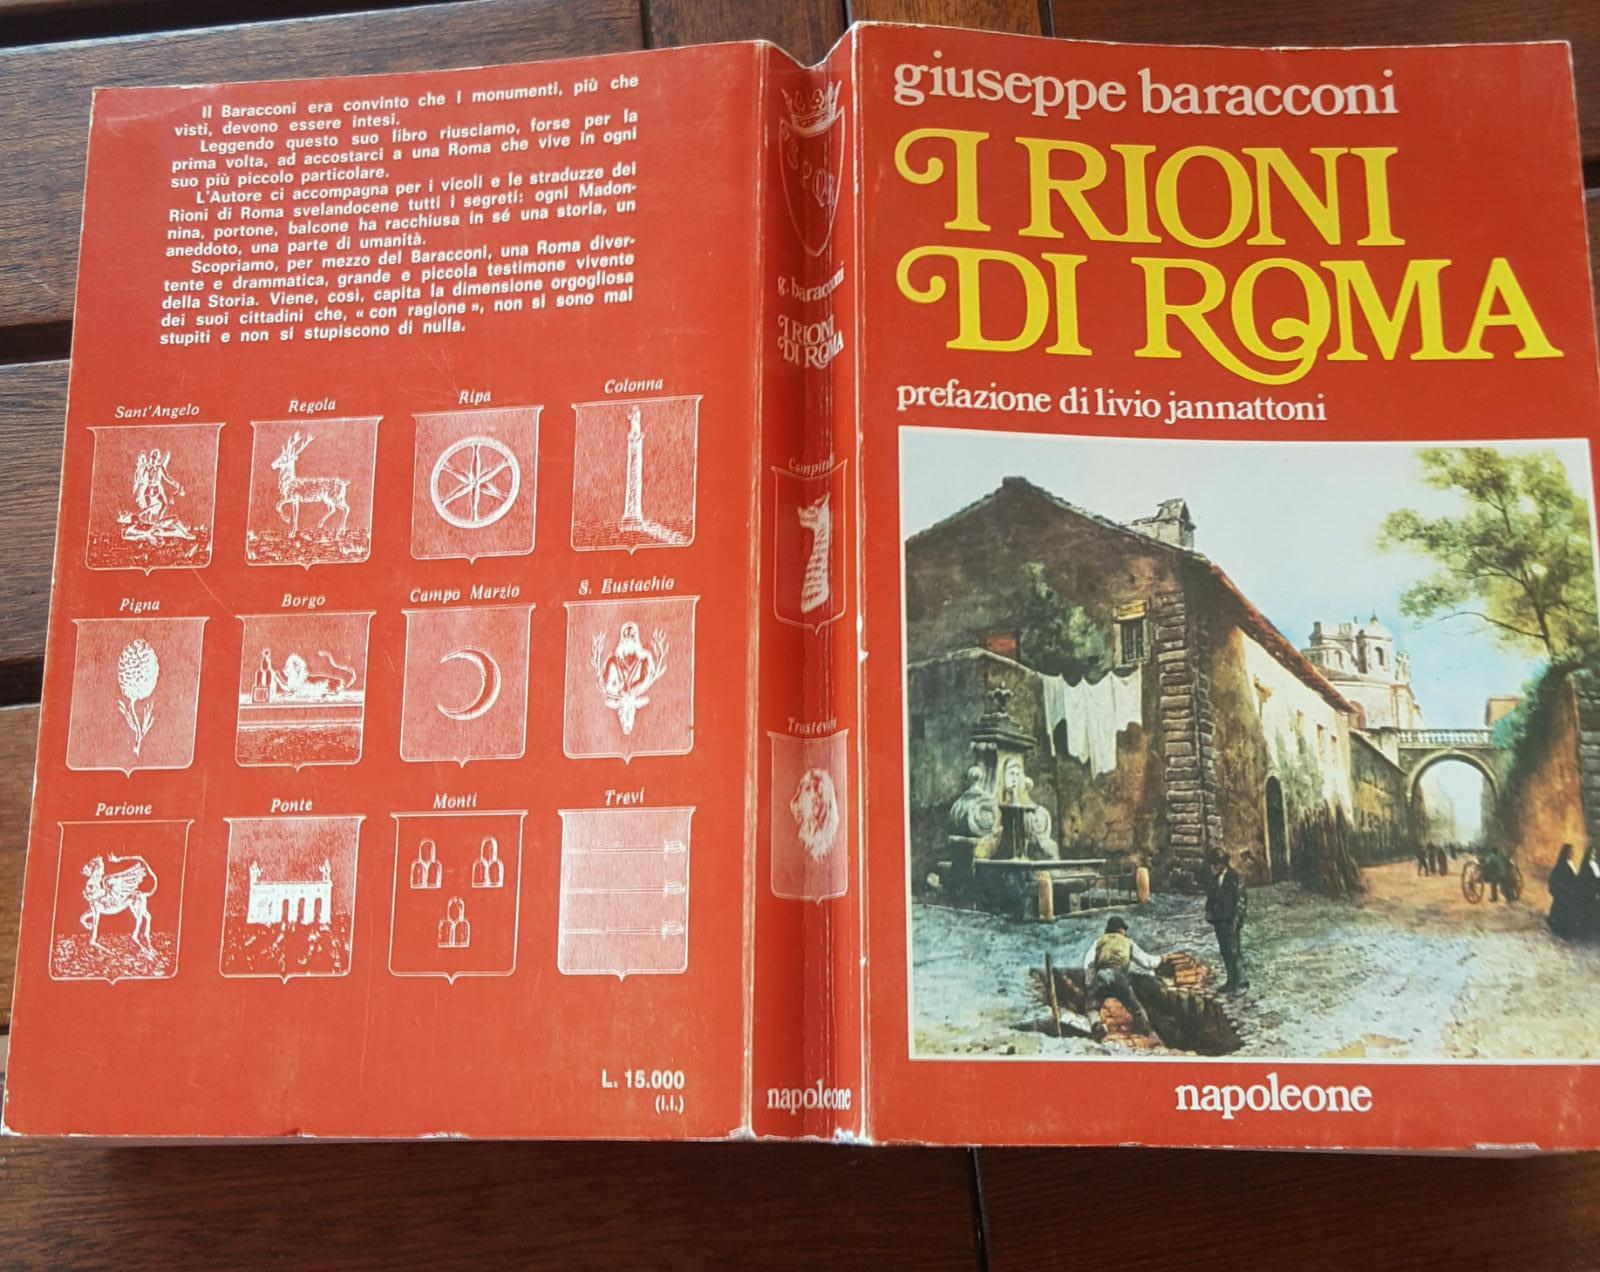 Il Baracconi era convinto che i monumenti, più che
visti, devono essere intesi.
Leggendo questo suo libro riusciamo, forse per la
prima volta, ad accostarci a una Roma che vive in ogni
suo più piccolo particolare.
L'Autore ci accompagna per i vicoli e le straduzze dei
Rioni di Roma svelandocene tutti i segreti: ogni Madon-
nina, portone, balcone ha racchiusa in sé una storia, un
aneddoto, una parte di umanità.
Scopriamo, per mezzo del Baracconi, una Roma diver-
tente e drammatica, grande e piccola testimone vivente
della Storia. Viene, così, capita la dimensione orgogliosa
dei suoi cittadini che, « con ragione », non si sono mai
stupiti e non si stupiscono di nulla.
Sant'Angelo
Regola
Ripa
Colonna
Pigna
Borgo
Campo Marzio
S. Eustachio
Parione
Ponte
Monti
Trevi
L. 15.000
(i.i.)
SPQR
g. baracconi
I RIONI
DI ROMA
Campitelli
Trastevere
napoleone
giuseppe baracconi
I RIONI
DI ROMA
prefazione di livio jannattoni
napoleone